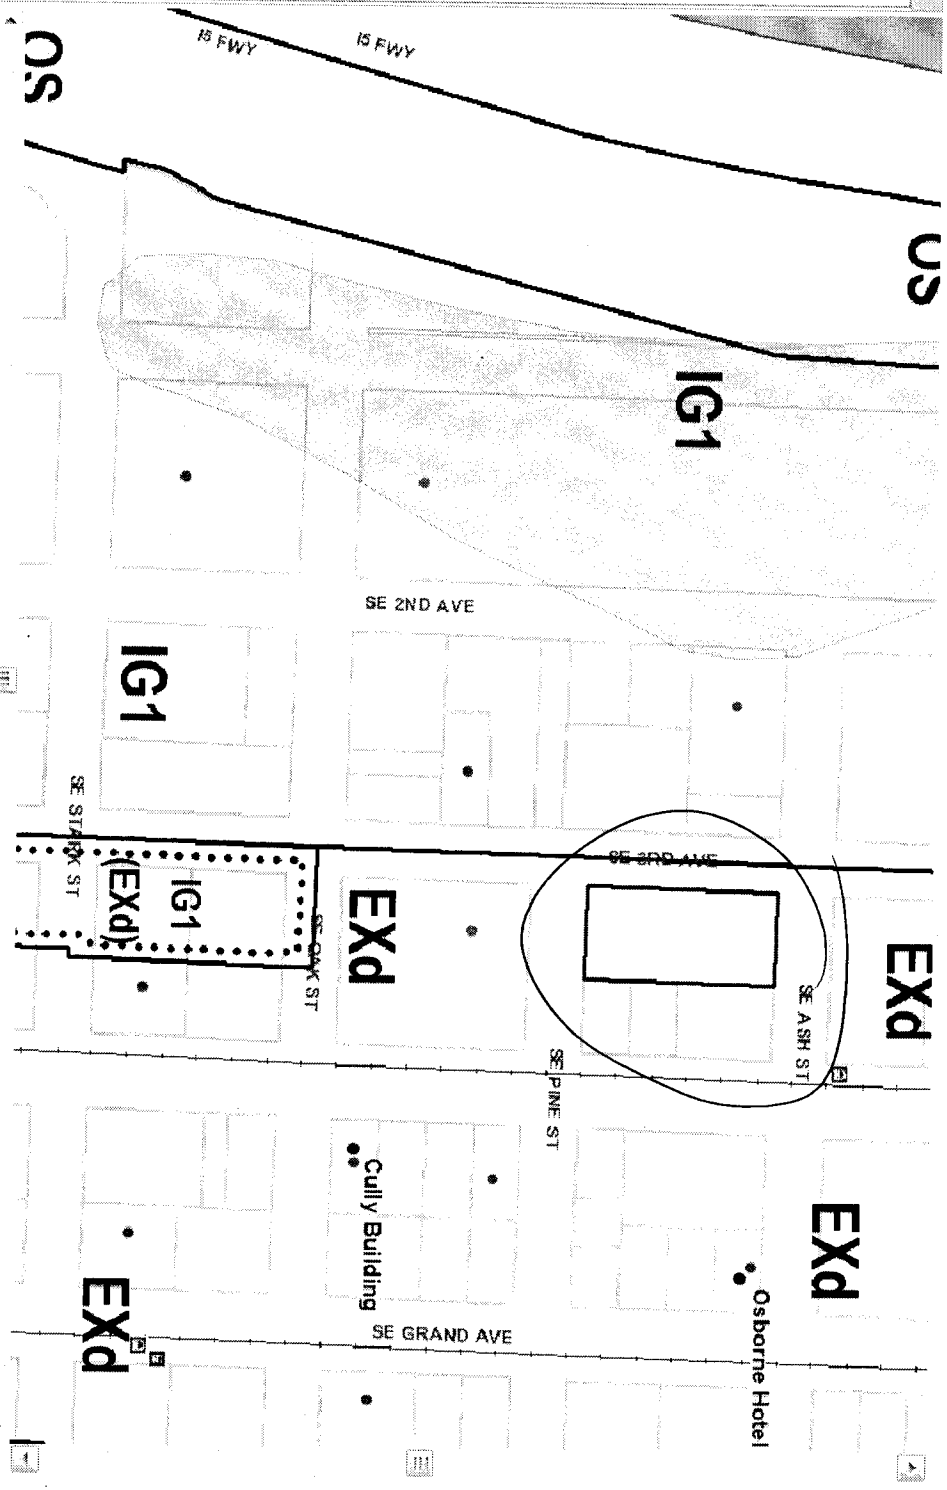 OS
I5 FWY
I5 FWY
OS
IG1
SE 2ND AVE
IG1
SE STARK ST
SE 3RD AVE
IG1
(EXd)
SE OAK ST
EXd
EXd
SE ASH ST
SE PINE ST
Cully Building
EXd
Osborne Hotel
EXd
SE GRAND AVE